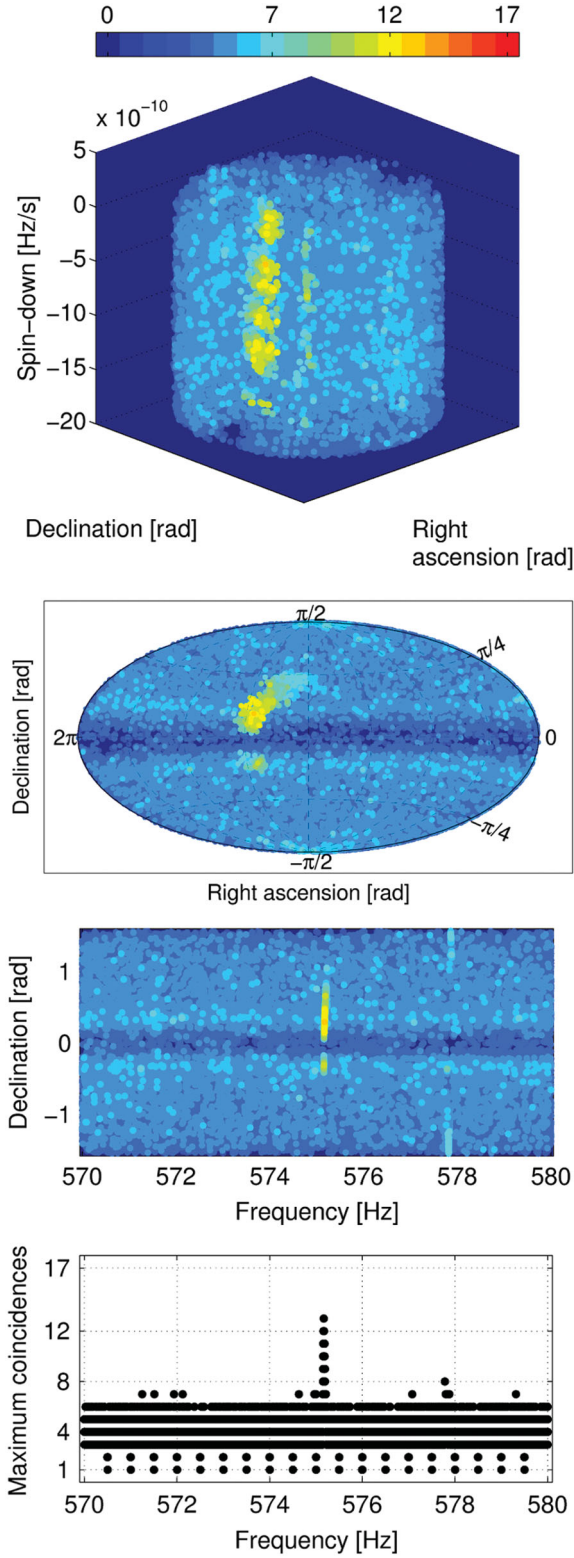 0 7 12 17
x 10⁻¹⁰
5
0
−5
−10
−15
−20
Spin−down [Hz/s]
Declination [rad]
Right
ascension [rad]
π/2
π/4
2π
0
−π/4
−π/2
Declination [rad]
Right ascension [rad]
1
0
−1
Declination [rad]
570 572 574 576 578 580
Frequency [Hz]
17
12
8
4
1
Maximum coincidences
570 572 574 576 578 580
Frequency [Hz]